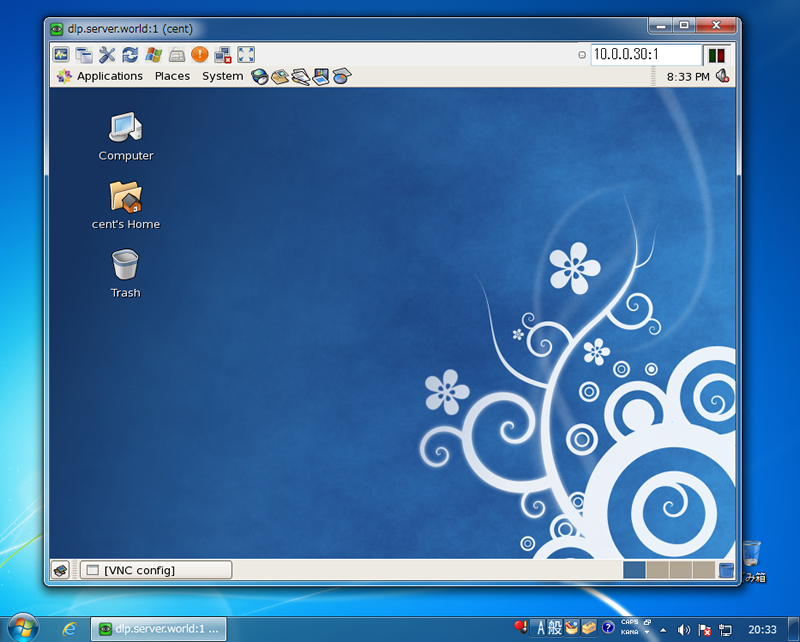 dlp.server.world:1 (cent)
10.0.0.30:1
Applications Places System 8:33 PM
Computer
cent's Home
Trash
[VNC config]
み箱
dlp.server.world:1 ...
A 般
CAPS
KANA
20:33